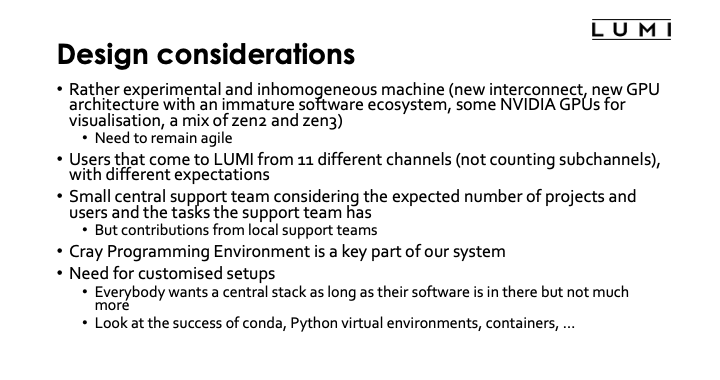 LUMI
Design considerations
• Rather experimental and inhomogeneous machine (new interconnect, new GPU
architecture with an immature software ecosystem, some NVIDIA GPUs for
visualisation, a mix of zen2 and zen3)
• Need to remain agile
• Users that come to LUMI from 11 different channels (not counting subchannels),
with different expectations
• Small central support team considering the expected number of projects and
users and the tasks the support team has
• But contributions from local support teams
• Cray Programming Environment is a key part of our system
• Need for customised setups
• Everybody wants a central stack as long as their software is in there but not much
more
• Look at the success of conda, Python virtual environments, containers, ...